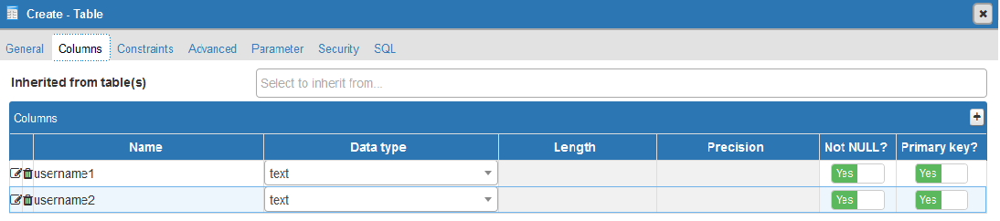 Create - Table
General Columns Constraints Advanced Parameter Security SQL
Inherited from table(s) Select to inherit from...
Columns
Name Data type Length Precision Not NULL? Primary key?
username1 text Yes Yes
username2 text Yes Yes